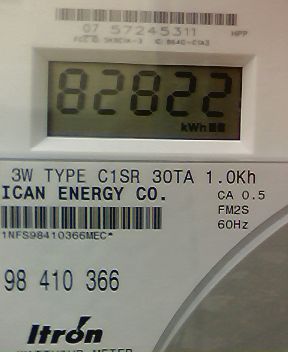 07 57245311 HPP
82822
kWh
3W TYPE C1SR 30TA 1.0Kh
ICAN ENERGY CO. CA 0.5
FM2S
1NFS98410366MEC* 60Hz
98 410 366
Itron